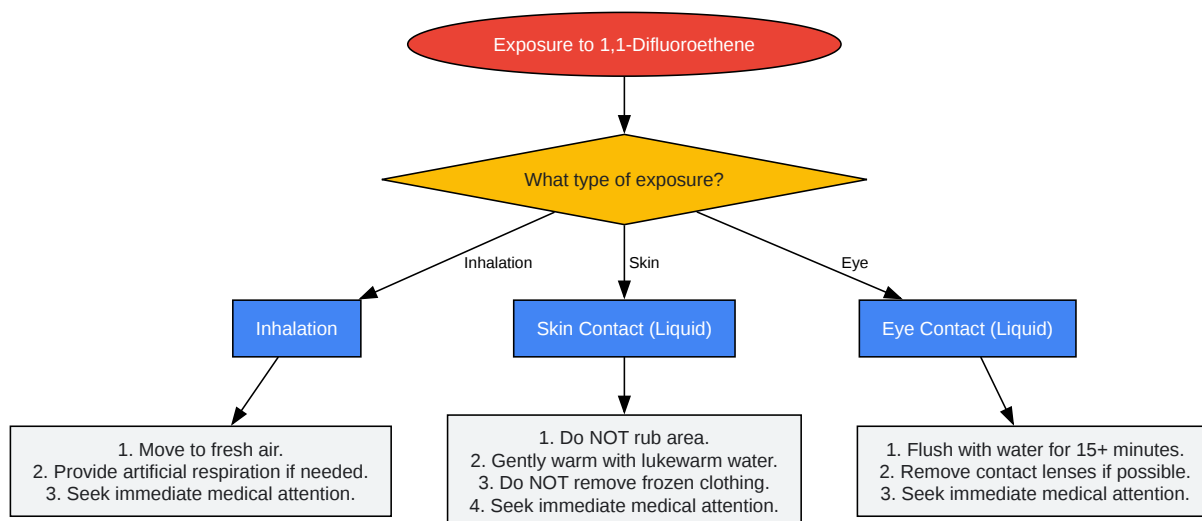 Exposure to 1,1-Difluoroethene
What type of exposure?
Inhalation
Skin
Eye
Inhalation
Skin Contact (Liquid)
Eye Contact (Liquid)
1. Move to fresh air.
2. Provide artificial respiration if needed.
3. Seek immediate medical attention.
1. Do NOT rub area.
2. Gently warm with lukewarm water.
3. Do NOT remove frozen clothing.
4. Seek immediate medical attention.
1. Flush with water for 15+ minutes.
2. Remove contact lenses if possible.
3. Seek immediate medical attention.